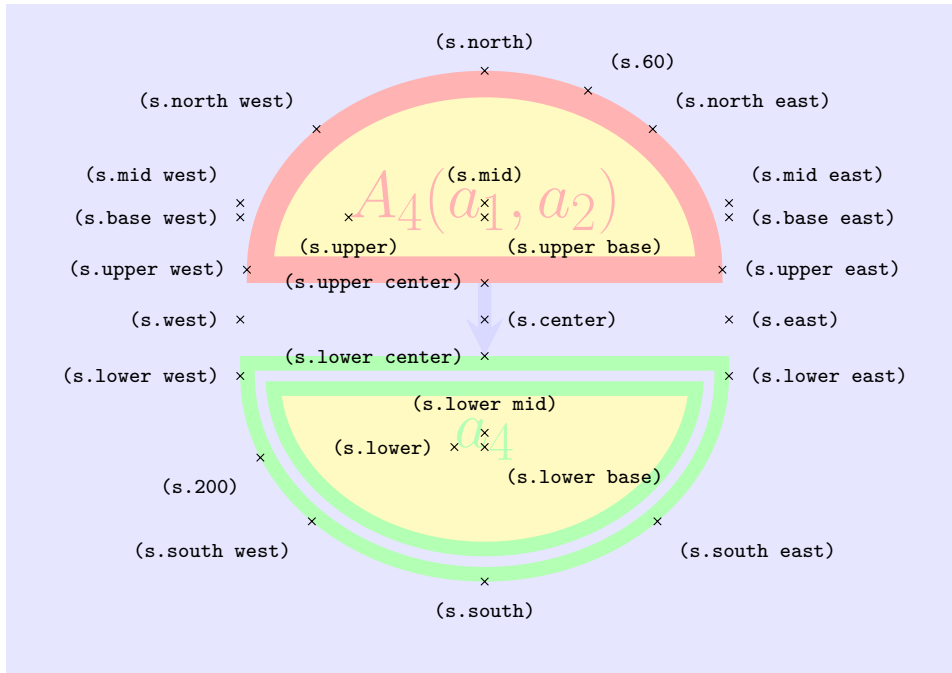 (s.north)
(s.60)
(s.north west) (s.north east)
(s.mid west) (s.mid) (s.mid east)
A₄(a₁, a₂)
(s.base west) (s.base east)
(s.upper) (s.upper base)
(s.upper west) (s.upper east)
(s.upper center)
(s.west) (s.center) (s.east)
(s.lower center)
(s.lower west) (s.lower east)
(s.lower mid)
a₄
(s.lower)
(s.lower base)
(s.200)
(s.south west) (s.south east)
(s.south)